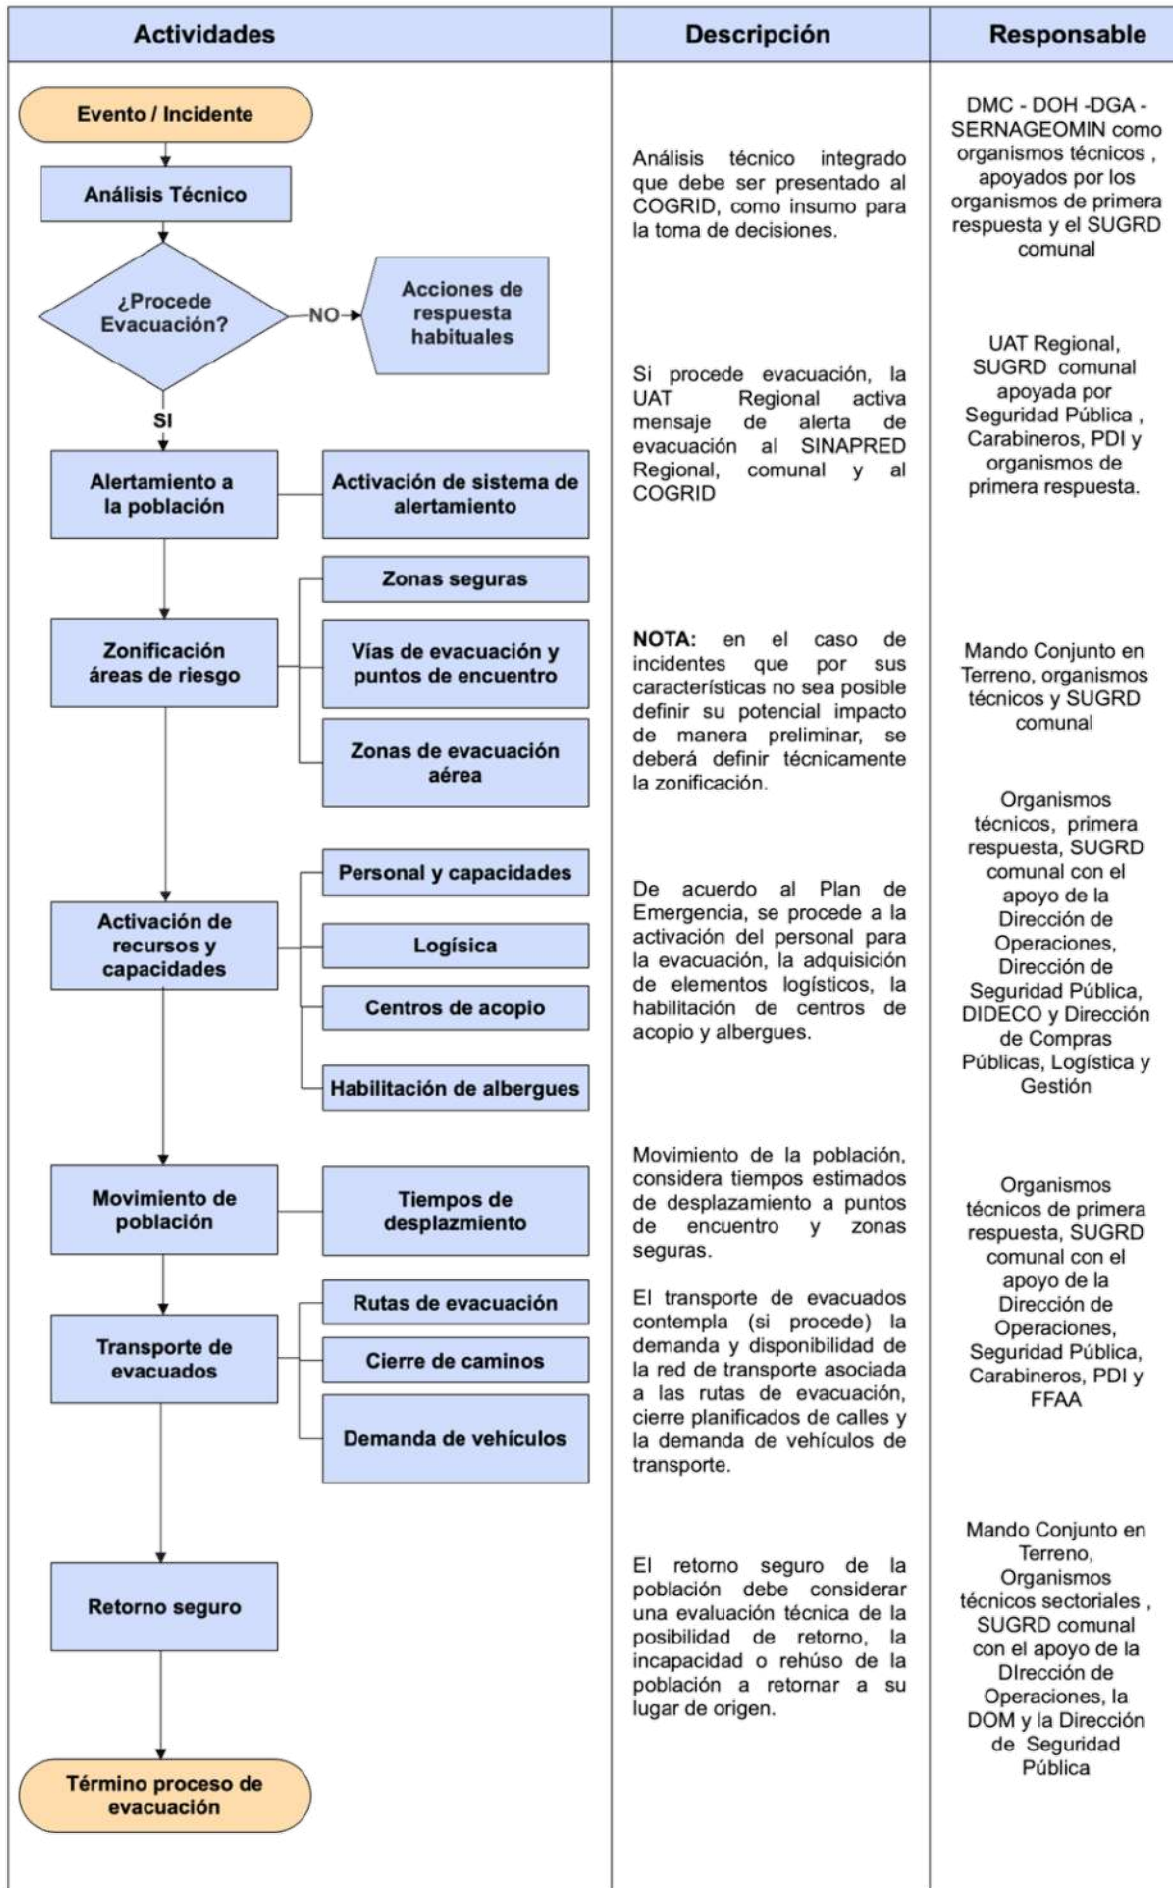 Actividades
Descripción
Responsable
Evento / Incidente
Análisis Técnico
¿Procede
Evacuación?
NO
Acciones de
respuesta
habituales
SI
Alertamiento a
la población
Activación de sistema de
alertamiento
Zonificación
áreas de riesgo
Zonas seguras
Vías de evacuación y
puntos de encuentro
Zonas de evacuación
aérea
Activación de
recursos y
capacidades
Personal y capacidades
Logísica
Centros de acopio
Habilitación de albergues
Movimiento de
población
Tiempos de
desplazmiento
Transporte de
evacuados
Rutas de evacuación
Cierre de caminos
Demanda de vehículos
Retorno seguro
Término proceso de
evacuación
Análisis técnico integrado
que debe ser presentado al
COGRID, como insumo para
la toma de decisiones.
Si procede evacuación, la
UAT Regional activa
mensaje de alerta de
evacuación al SINAPRED
Regional, comunal y al
COGRID
NOTA: en el caso de
incidentes que por sus
características no sea posible
definir su potencial impacto
de manera preliminar, se
deberá definir técnicamente
la zonificación.
De acuerdo al Plan de
Emergencia, se procede a la
activación del personal para
la evacuación, la adquisición
de elementos logísticos, la
habilitación de centros de
acopio y albergues.
Movimiento de la población,
considera tiempos estimados
de desplazamiento a puntos
de encuentro y zonas
seguras.
El transporte de evacuados
contempla (si procede) la
demanda y disponibilidad de
la red de transporte asociada
a las rutas de evacuación,
cierre planificados de calles y
la demanda de vehículos de
transporte.
El retorno seguro de la
población debe considerar
una evaluación técnica de la
posibilidad de retorno, la
incapacidad o rehúso de la
población a retornar a su
lugar de origen.
DMC - DOH -DGA -
SERNAGEOMIN como
organismos técnicos ,
apoyados por los
organismos de primera
respuesta y el SUGRD
comunal
UAT Regional,
SUGRD comunal
apoyada por
Seguridad Pública ,
Carabineros, PDI y
organismos de
primera respuesta.
Mando Conjunto en
Terreno, organismos
técnicos y SUGRD
comunal
Organismos
técnicos, primera
respuesta, SUGRD
comunal con el
apoyo de la
Dirección de
Operaciones,
Dirección de
Seguridad Pública,
DIDECO y Dirección
de Compras
Públicas, Logística y
Gestión
Organismos
técnicos de primera
respuesta, SUGRD
comunal con el
apoyo de la
Dirección de
Operaciones,
Seguridad Pública,
Carabineros, PDI y
FFAA
Mando Conjunto en
Terreno,
Organismos
técnicos sectoriales ,
SUGRD comunal
con el apoyo de la
DIrección de
Operaciones, la
DOM y la Dirección
de Seguridad
Pública